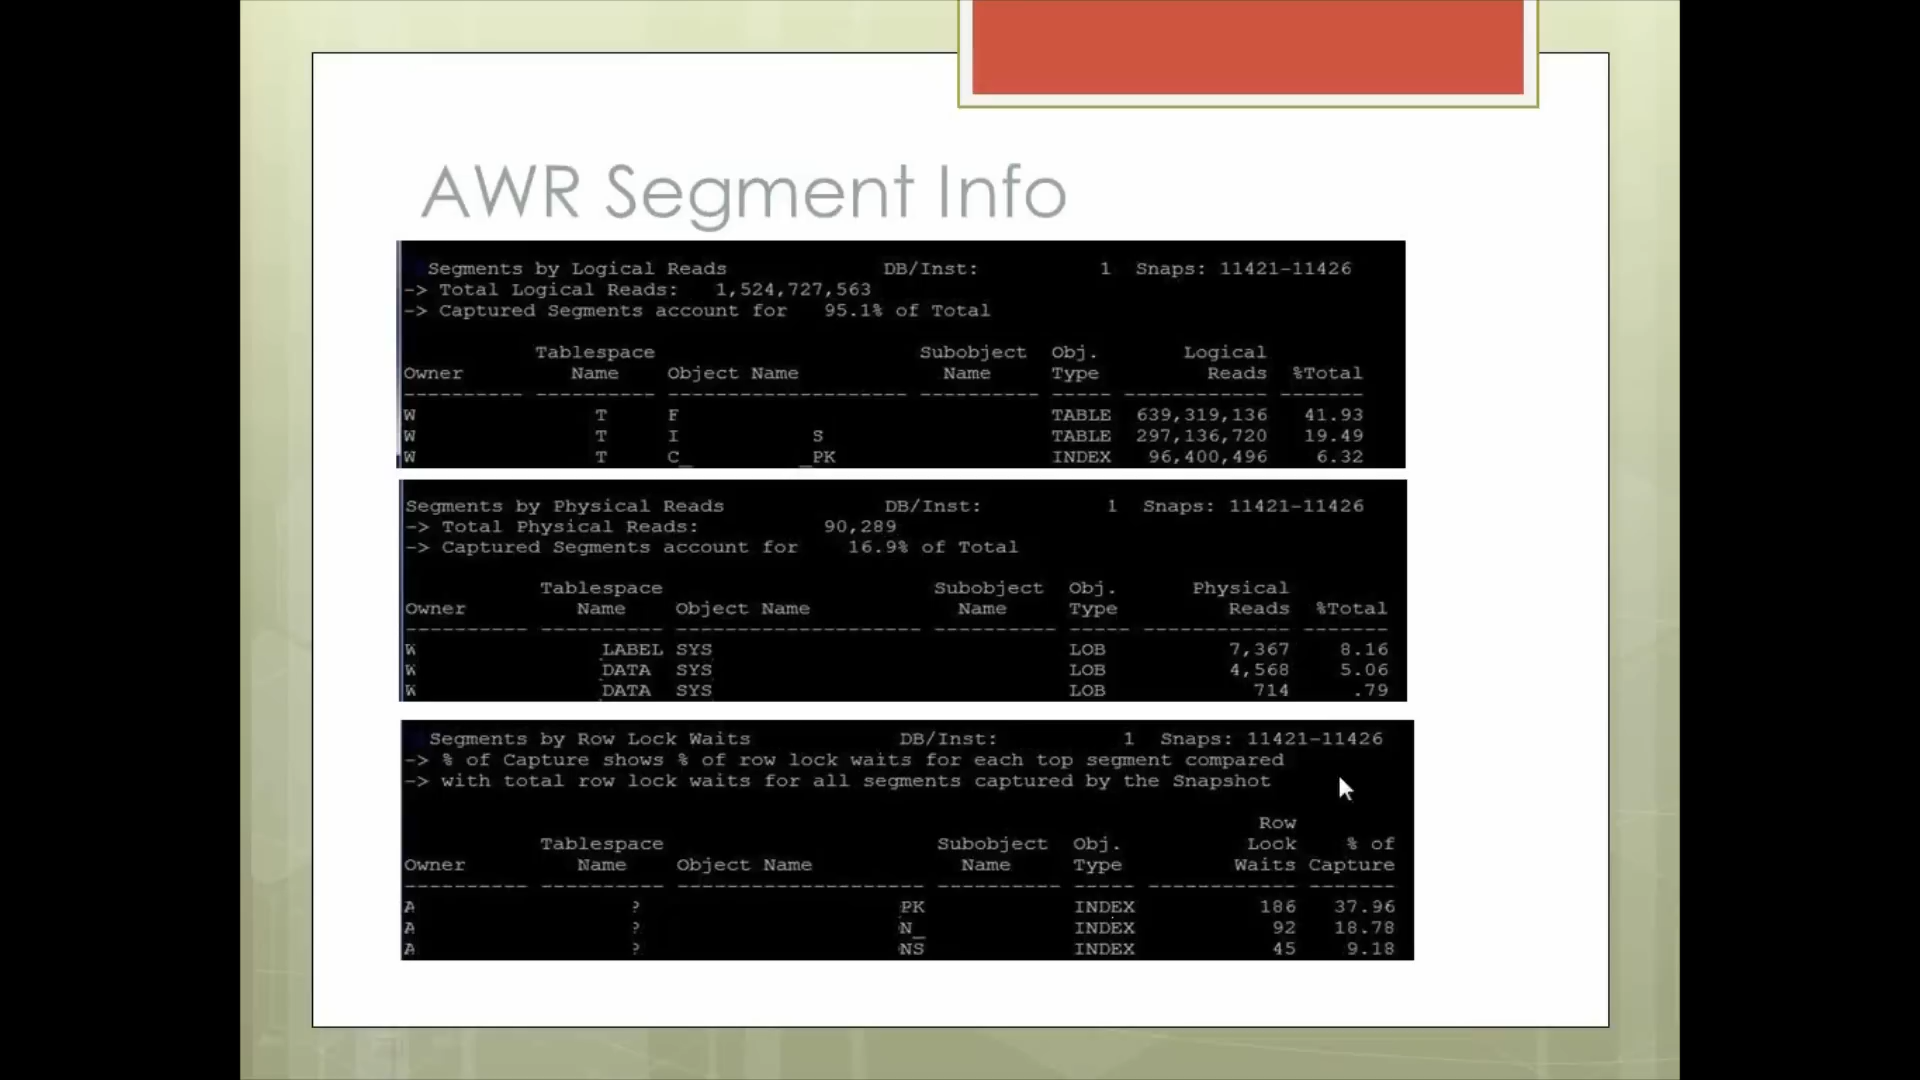 AWR Segment Info
Segments by Logical Reads DB/Inst: 1 Snaps: 11421-11426
-> Total Logical Reads: 1,524,727,563
-> Captured Segments account for 95.1% of Total
Tablespace Subobject Obj. Logical
Owner Name Object Name Name Type Reads %Total
---------- ---------- -------------------- ---------- ----- ------------ -------
W T F TABLE 639,319,136 41.93
W T I S TABLE 297,136,720 19.49
W T C_ _PK INDEX 96,400,496 6.32
Segments by Physical Reads DB/Inst: 1 Snaps: 11421-11426
-> Total Physical Reads: 90,289
-> Captured Segments account for 16.9% of Total
Tablespace Subobject Obj. Physical
Owner Name Object Name Name Type Reads %Total
---------- ---------- -------------------- ---------- ----- ------------ -------
W LABEL SYS LOB 7,367 8.16
W DATA SYS LOB 4,568 5.06
W DATA SYS LOB 714 .79
Segments by Row Lock Waits DB/Inst: 1 Snaps: 11421-11426
-> % of Capture shows % of row lock waits for each top segment compared
-> with total row lock waits for all segments captured by the Snapshot
Row
Tablespace Subobject Obj. Lock % of
Owner Name Object Name Name Type Waits Capture
---------- ---------- -------------------- ---------- ----- ------------ -------
A ? PK INDEX 186 37.96
A ? N_ INDEX 92 18.78
A ? NS INDEX 45 9.18